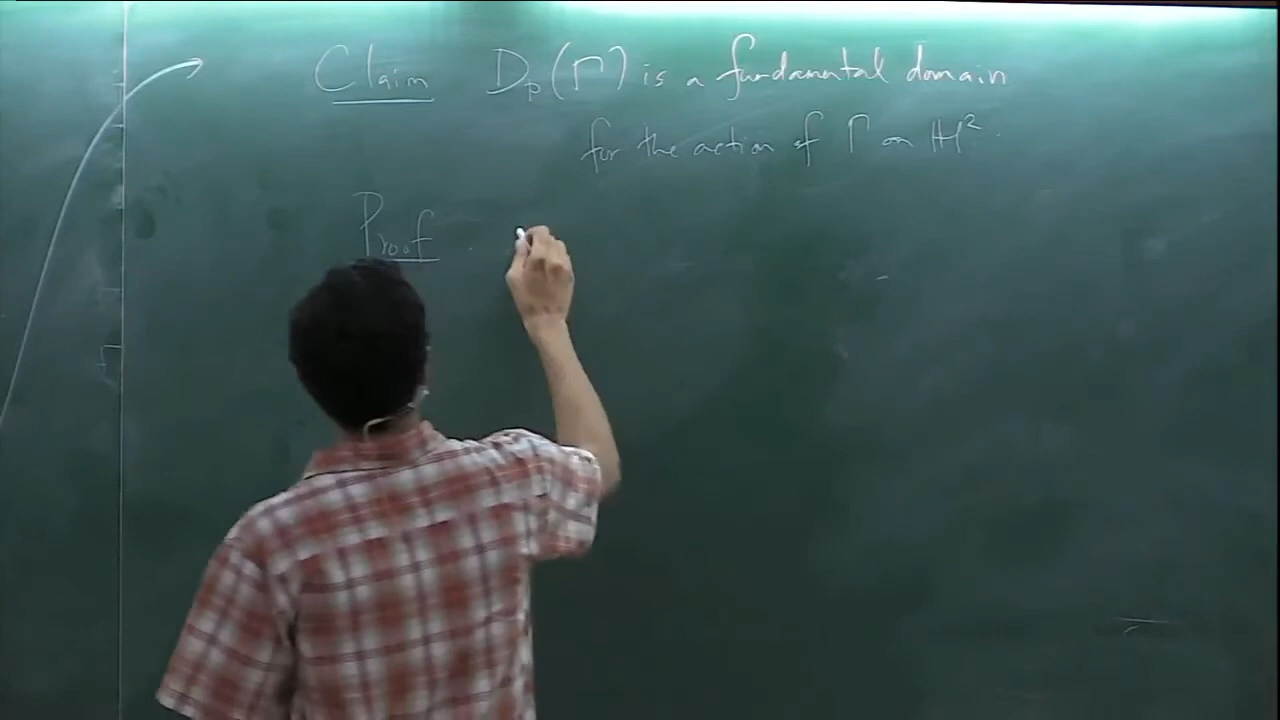 Claim D_p(Γ) is a fundamental domain
for the action of Γ on ℍ².
Proof